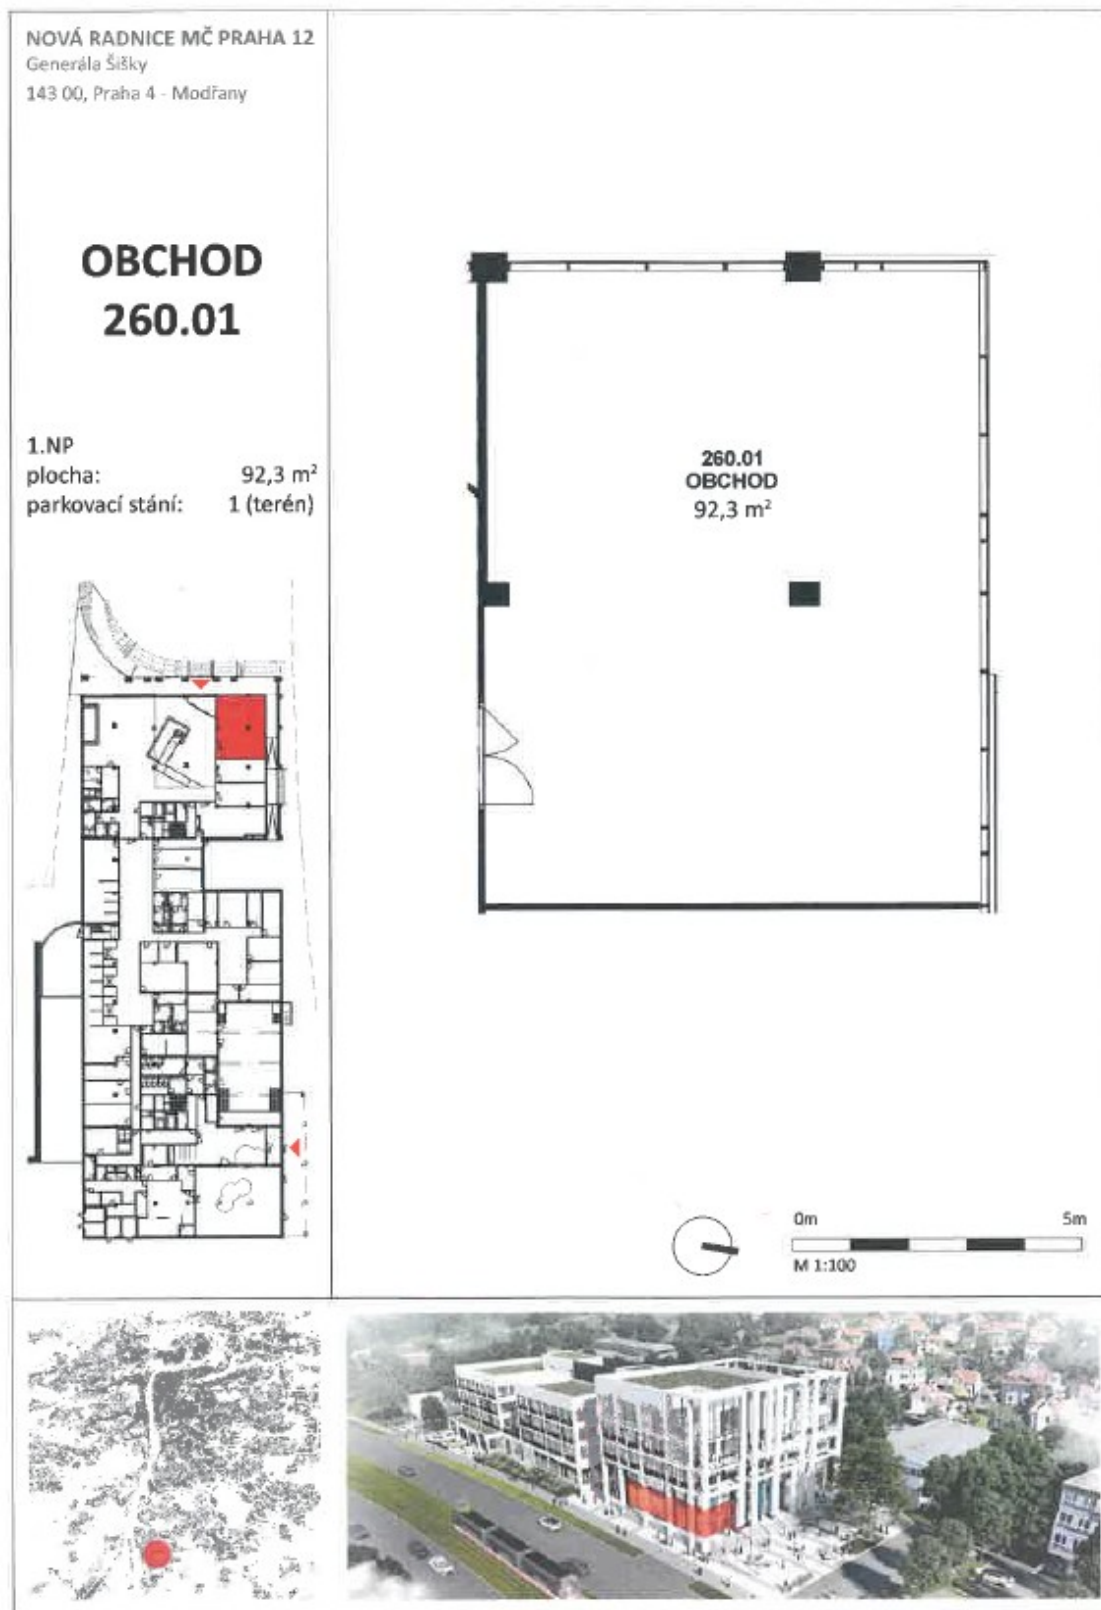 NOVÁ RADNICE MČ PRAHA 12
Generála Šišky
143 00, Praha 4 - Modřany
OBCHOD
260.01
1.NP
plocha: 92,3 m²
parkovací stání: 1 (terén)
260.01
OBCHOD
92,3 m²
0m 5m
M 1:100